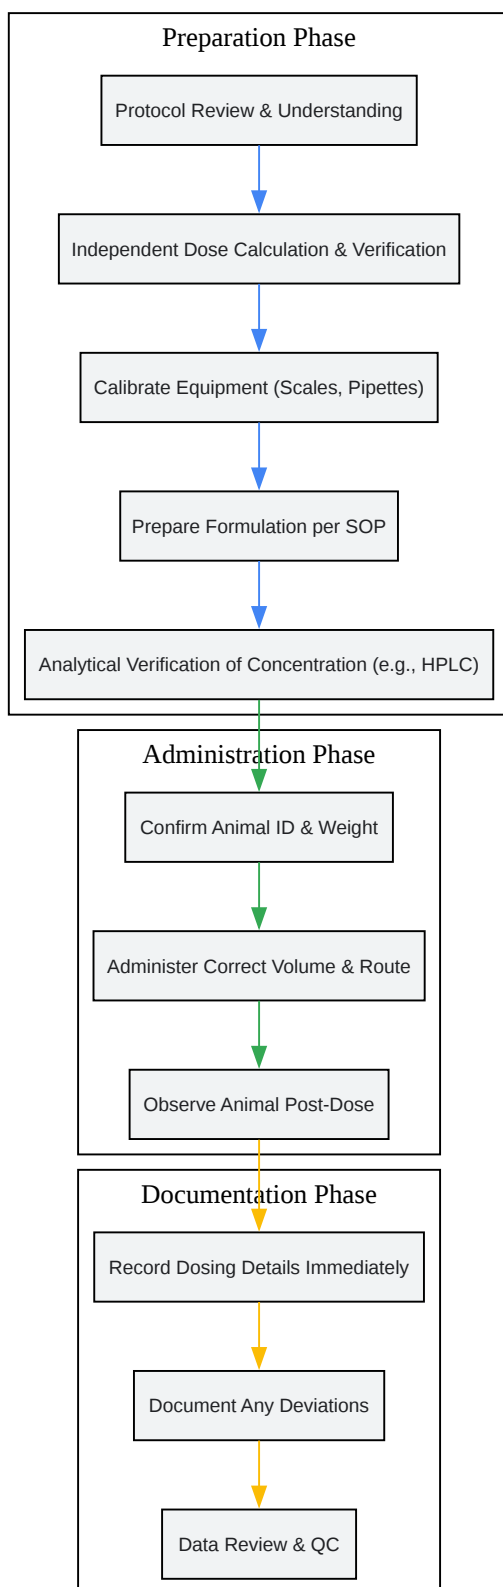 Preparation Phase
Protocol Review & Understanding
Independent Dose Calculation & Verification
Calibrate Equipment (Scales, Pipettes)
Prepare Formulation per SOP
Analytical Verification of Concentration (e.g., HPLC)
Administration Phase
Confirm Animal ID & Weight
Administer Correct Volume & Route
Observe Animal Post-Dose
Documentation Phase
Record Dosing Details Immediately
Document Any Deviations
Data Review & QC